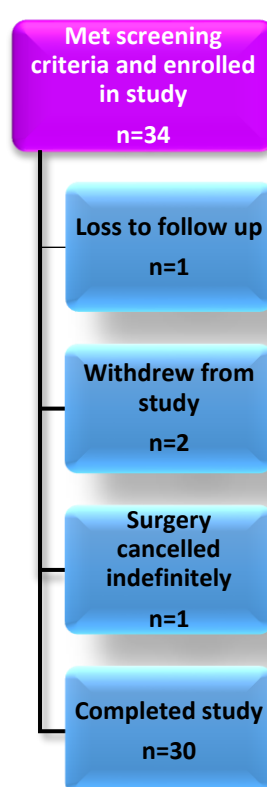 Met screening
criteria and enrolled
in study
n=34
Loss to follow up
n=1
Withdrew from
study
n=2
Surgery
cancelled
indefinitely
n=1
Completed study
n=30